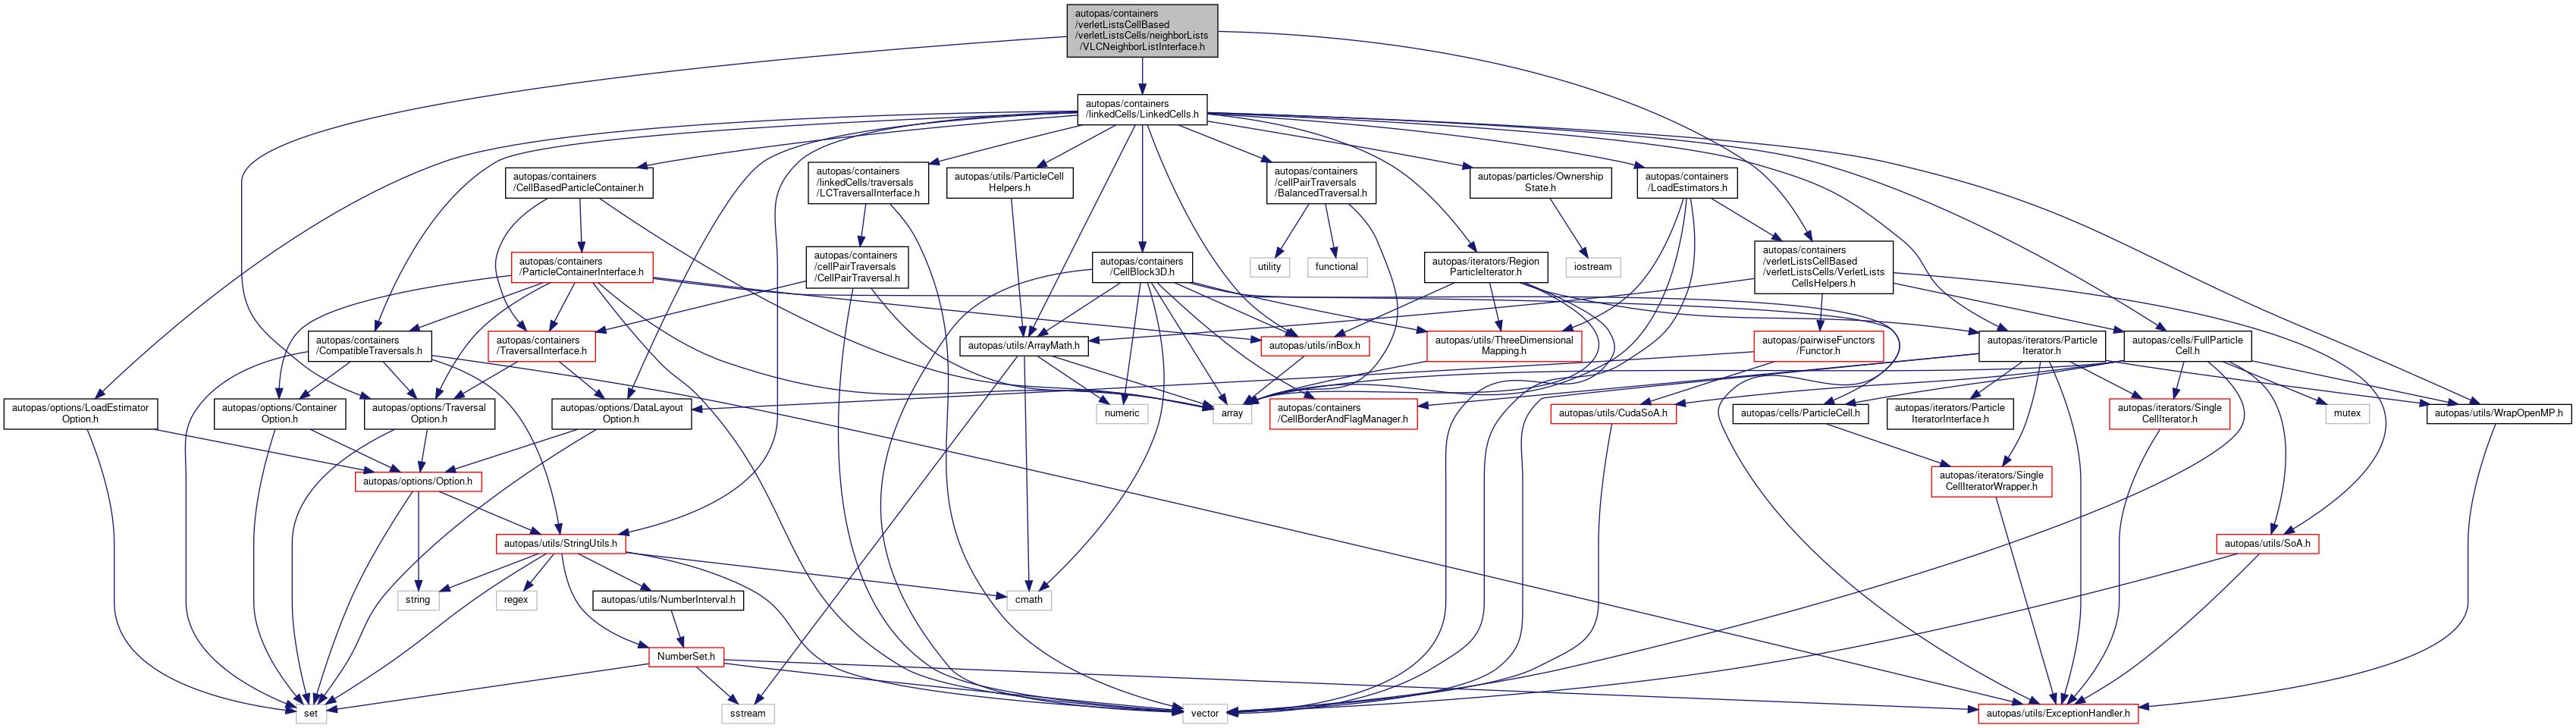 autopas/containers
/verletListsCellBased
/verletListsCells/neighborLists
/VLCNeighborListInterface.h
autopas/containers
/linkedCells/LinkedCells.h
autopas/containers
/CellBasedParticleContainer.h
autopas/containers
/linkedCells/traversals
/LCTraversalInterface.h
autopas/utils/ParticleCell
Helpers.h
autopas/containers
/cellPairTraversals
/BalancedTraversal.h
autopas/particles/Ownership
State.h
autopas/containers
/LoadEstimators.h
autopas/containers
/ParticleContainerInterface.h
autopas/containers
/cellPairTraversals
/CellPairTraversal.h
autopas/containers
/CellBlock3D.h
utility
functional
autopas/iterators/Region
ParticleIterator.h
iostream
autopas/containers
/verletListsCellBased
/verletListsCells/VerletLists
CellsHelpers.h
autopas/containers
/CompatibleTraversals.h
autopas/containers
/TraversalInterface.h
autopas/utils/ArrayMath.h
autopas/utils/inBox.h
autopas/utils/ThreeDimensional
Mapping.h
autopas/pairwiseFunctors
/Functor.h
autopas/iterators/Particle
Iterator.h
autopas/cells/FullParticle
Cell.h
autopas/options/LoadEstimator
Option.h
autopas/options/Container
Option.h
autopas/options/Traversal
Option.h
autopas/options/DataLayout
Option.h
numeric
array
autopas/containers
/CellBorderAndFlagManager.h
autopas/utils/CudaSoA.h
autopas/cells/ParticleCell.h
autopas/iterators/Particle
IteratorInterface.h
autopas/iterators/Single
CellIterator.h
mutex
autopas/utils/WrapOpenMP.h
autopas/options/Option.h
autopas/iterators/Single
CellIteratorWrapper.h
autopas/utils/StringUtils.h
autopas/utils/SoA.h
string
regex
autopas/utils/NumberInterval.h
cmath
NumberSet.h
set
sstream
vector
autopas/utils/ExceptionHandler.h